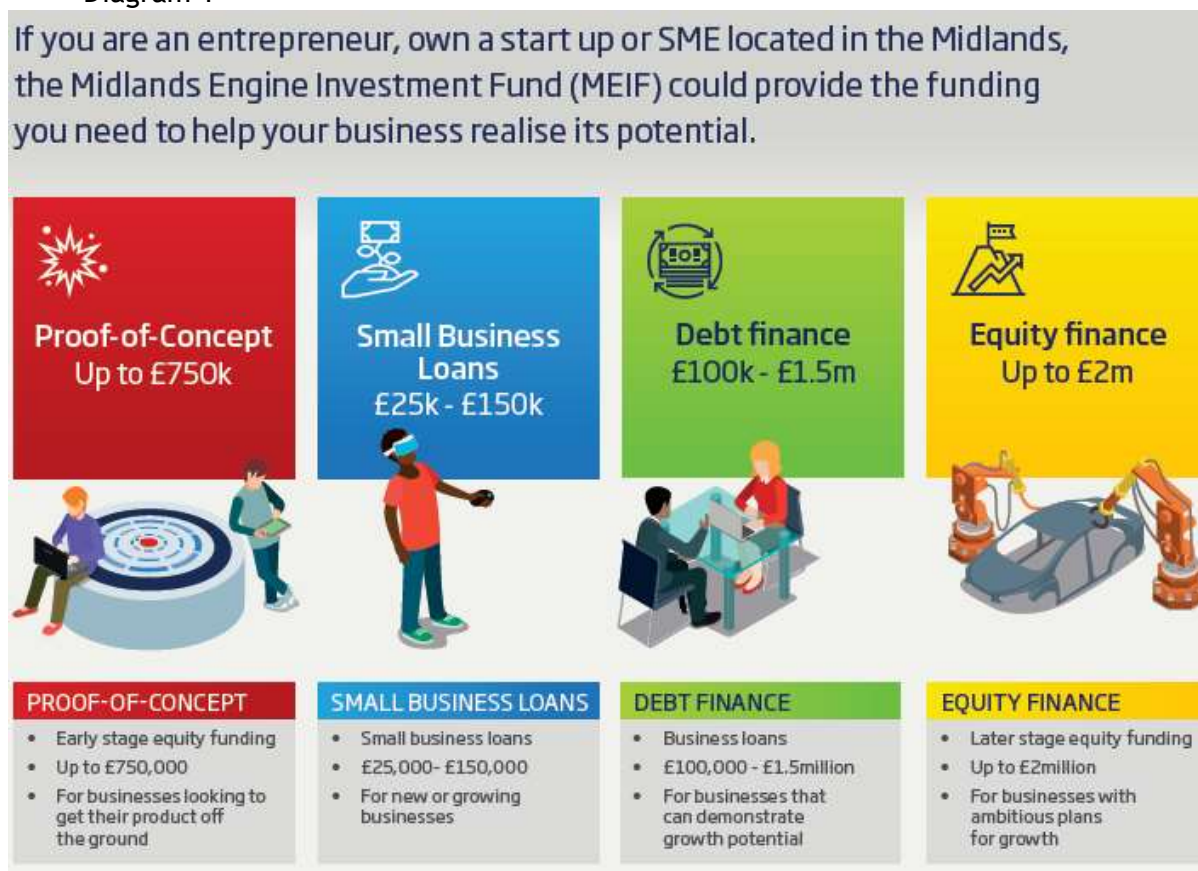 If you are an entrepreneur, own a start up or SME located in the Midlands,
the Midlands Engine Investment Fund (MEIF) could provide the funding
you need to help your business realise its potential.
Proof-of-Concept
Up to £750k
Small Business
Loans
£25k - £150k
Debt finance
£100k - £1.5m
Equity finance
Up to £2m
PROOF-OF-CONCEPT
• Early stage equity funding
• Up to £750,000
• For businesses looking to
get their product off
the ground
SMALL BUSINESS LOANS
• Small business loans
• £25,000- £150,000
• For new or growing
businesses
DEBT FINANCE
• Business loans
• £100,000 - £1.5million
• For businesses that
can demonstrate
growth potential
EQUITY FINANCE
• Later stage equity funding
• Up to £2million
• For businesses with
ambitious plans
for growth